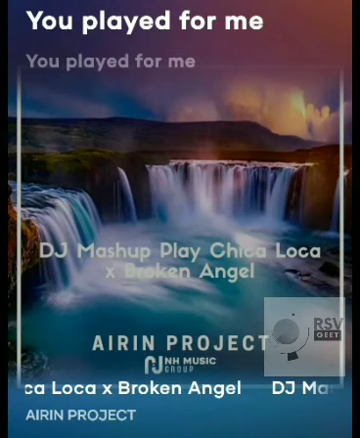 You played for me
You played for me
DJ Mashup Play Chica Loca
x Broken Angel
AIRIN PROJECT
NH MUSIC
GROUP
RSV
GEET
ca Loca x Broken Angel DJ Ma
AIRIN PROJECT